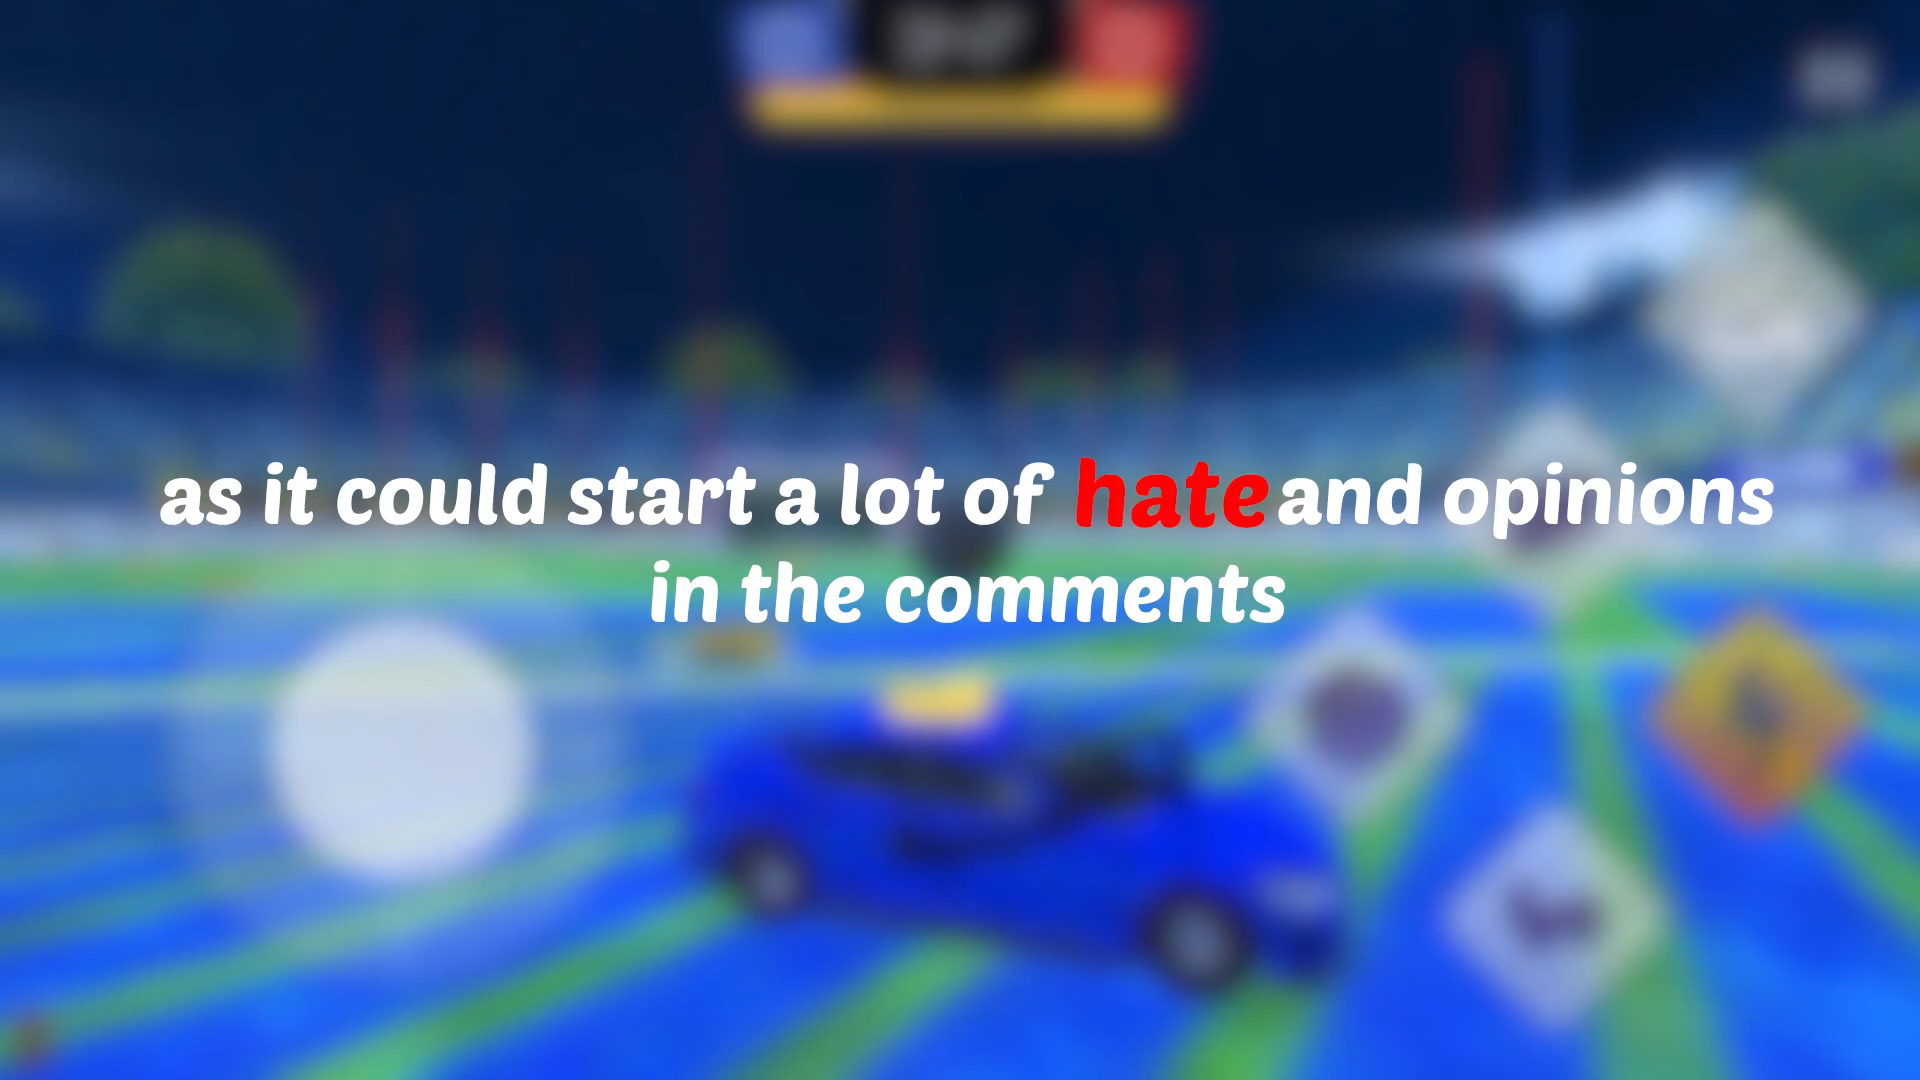 as it could start a lot of hate and opinions
in the comments